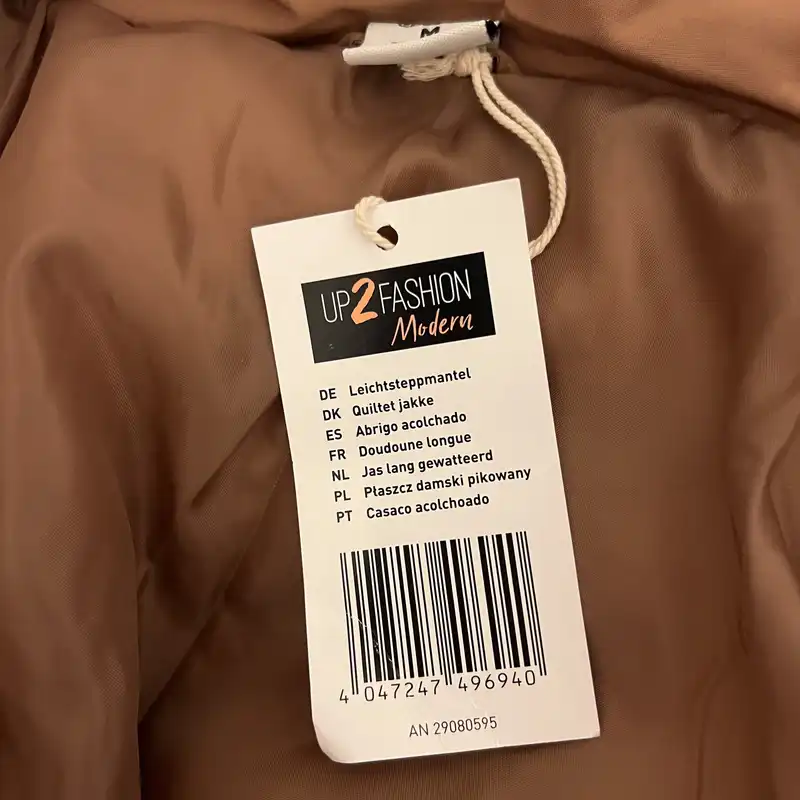 M
UP2FASHION
Modern
DE Leichtsteppmantel
DK Quiltet jakke
ES Abrigo acolchado
FR Doudoune longue
NL Jas lang gewatteerd
PL Płaszcz damski pikowany
PT Casaco acolchoado
4 047247 496940
AN 29080595